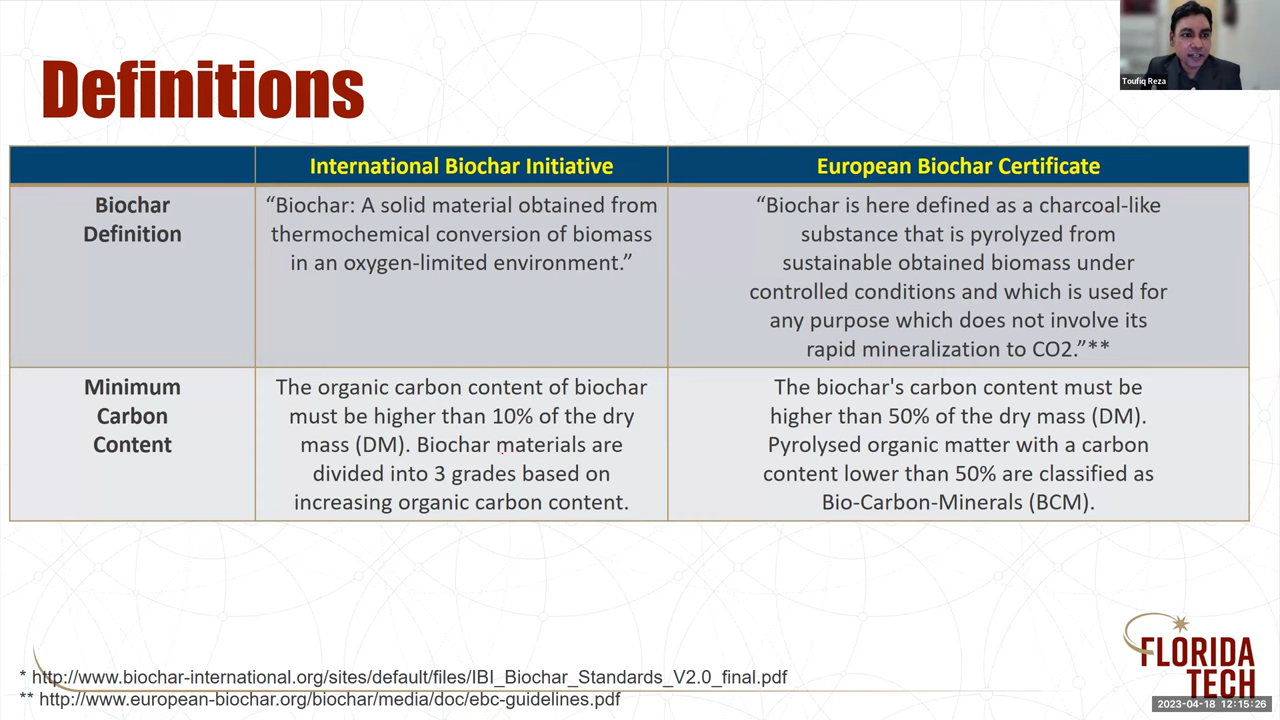 Toufiq Reza
Definitions
International Biochar Initiative
European Biochar Certificate
Biochar
Definition
“Biochar: A solid material obtained from
thermochemical conversion of biomass
in an oxygen-limited environment.”
“Biochar is here defined as a charcoal-like
substance that is pyrolyzed from
sustainable obtained biomass under
controlled conditions and which is used for
any purpose which does not involve its
rapid mineralization to CO2.”**
Minimum
Carbon
Content
The organic carbon content of biochar
must be higher than 10% of the dry
mass (DM). Biochar materials are
divided into 3 grades based on
increasing organic carbon content.
The biochar's carbon content must be
higher than 50% of the dry mass (DM).
Pyrolysed organic matter with a carbon
content lower than 50% are classified as
Bio-Carbon-Minerals (BCM).
* http://www.biochar-international.org/sites/default/files/IBI_Biochar_Standards_V2.0_final.pdf
** http://www.european-biochar.org/biochar/media/doc/ebc-guidelines.pdf
FLORIDA
TECH
2023-04-18 12:15:26